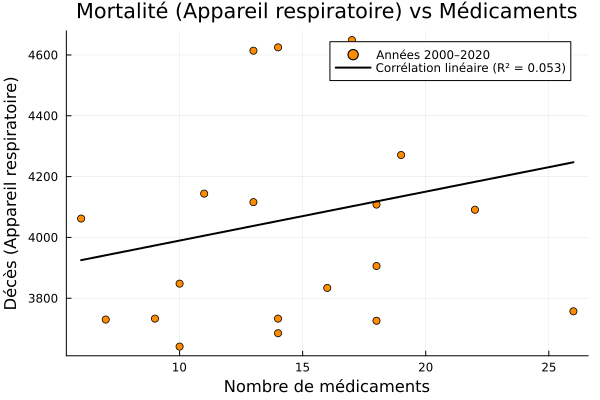 Mortalité (Appareil respiratoire) vs Médicaments
Années 2000–2020
Corrélation linéaire (R² = 0.053)
Décès (Appareil respiratoire)
4600
4400
4200
4000
3800
10 15 20 25
Nombre de médicaments